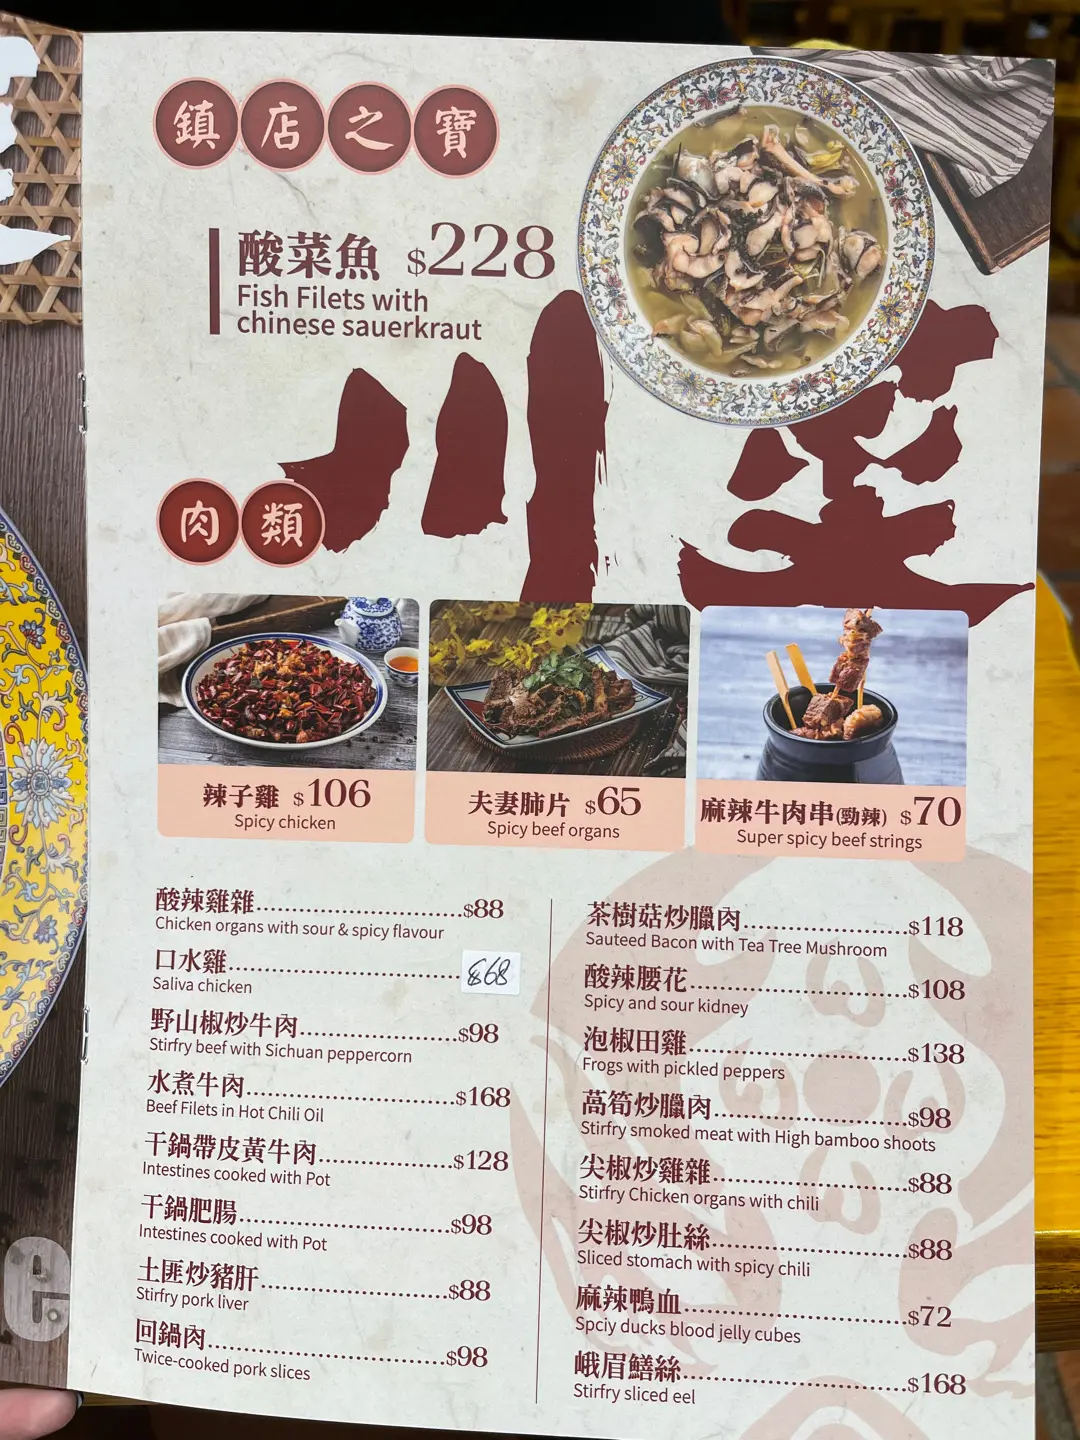 鎮店之寶
酸菜魚 $228
Fish Filets with
chinese sauerkraut
川
肉類
辣子雞 $106
Spicy chicken
夫妻肺片 $65
Spicy beef organs
麻辣牛肉串(勁辣) $70
Super spicy beef strings
酸辣雞雜......................$88
Chicken organs with sour & spicy flavour
口水雞......................$68
Saliva chicken
野山椒炒牛肉......................$98
Stirfry beef with Sichuan peppercorn
水煮牛肉......................$168
Beef Filets in Hot Chili Oil
干鍋帶皮黃牛肉......................$128
Intestines cooked with Pot
干鍋肥腸......................$98
Intestines cooked with Pot
土匪炒豬肝......................$88
Stirfry pork liver
回鍋肉......................$98
Twice-cooked pork slices
茶樹菇炒臘肉......................$118
Sauteed Bacon with Tea Tree Mushroom
酸辣腰花......................$108
Spicy and sour kidney
泡椒田雞......................$138
Frogs with pickled peppers
萵筍炒臘肉......................$98
Stirfry smoked meat with High bamboo shoots
尖椒炒雞雜......................$88
Stirfry Chicken organs with chili
尖椒炒肚絲......................$88
Sliced stomach with spicy chili
麻辣鴨血......................$72
Spciy ducks blood jelly cubes
峨眉鱔絲......................$168
Stirfry sliced eel
e